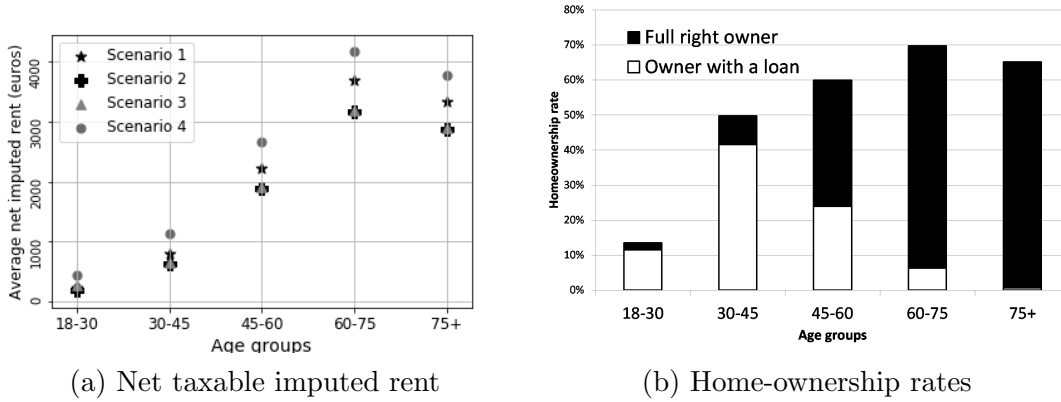 Average net imputed rent (euros)
4000
3000
2000
1000
0
Scenario 1
Scenario 2
Scenario 3
Scenario 4
18-30 30-45 45-60 60-75 75+
Age groups
(a) Net taxable imputed rent
Homeownership rate
80%
70%
60%
50%
40%
30%
20%
10%
0%
Full right owner
Owner with a loan
18-30 30-45 45-60 60-75 75+
Age groups
(b) Home-ownership rates